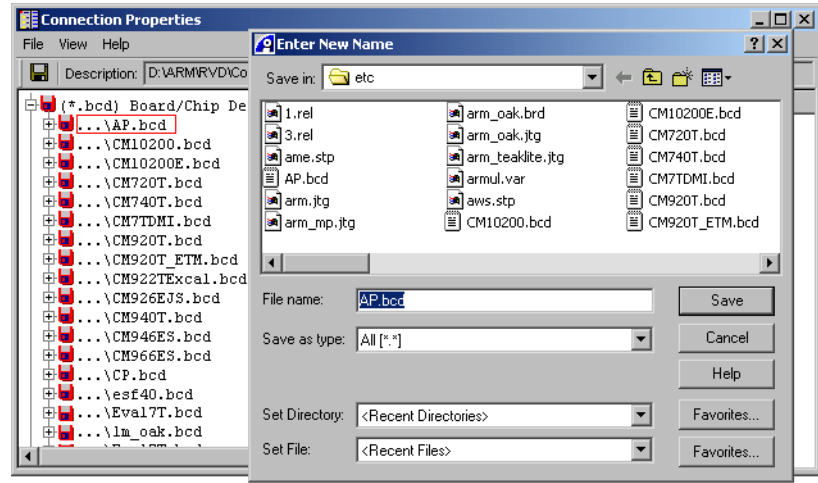 Connection Properties
File View Help
Description: D:\ARM\RVD\Co
(*.bcd) Board/Chip De
...\AP.bcd
...\CM10200.bcd
...\CM10200E.bcd
...\CM720T.bcd
...\CM740T.bcd
...\CM7TDMI.bcd
...\CM920T.bcd
...\CM920T_ETM.bcd
...\CM922TExcal.bcd
...\CM926EJS.bcd
...\CM940T.bcd
...\CM946ES.bcd
...\CM966ES.bcd
...\CP.bcd
...\esf40.bcd
...\Eval7T.bcd
...\lm_oak.bcd
Enter New Name
Save in: etc
1.rel
3.rel
ame.stp
AP.bcd
arm.jtg
arm_mp.jtg
arm_oak.brd
arm_oak.jtg
arm_teaklite.jtg
armul.var
aws.stp
CM10200.bcd
CM10200E.bcd
CM720T.bcd
CM740T.bcd
CM7TDMI.bcd
CM920T.bcd
CM920T_ETM.bcd
File name: AP.bcd Save
Save as type: All [*.*] Cancel
Help
Set Directory: <Recent Directories> Favorites...
Set File: <Recent Files> Favorites...